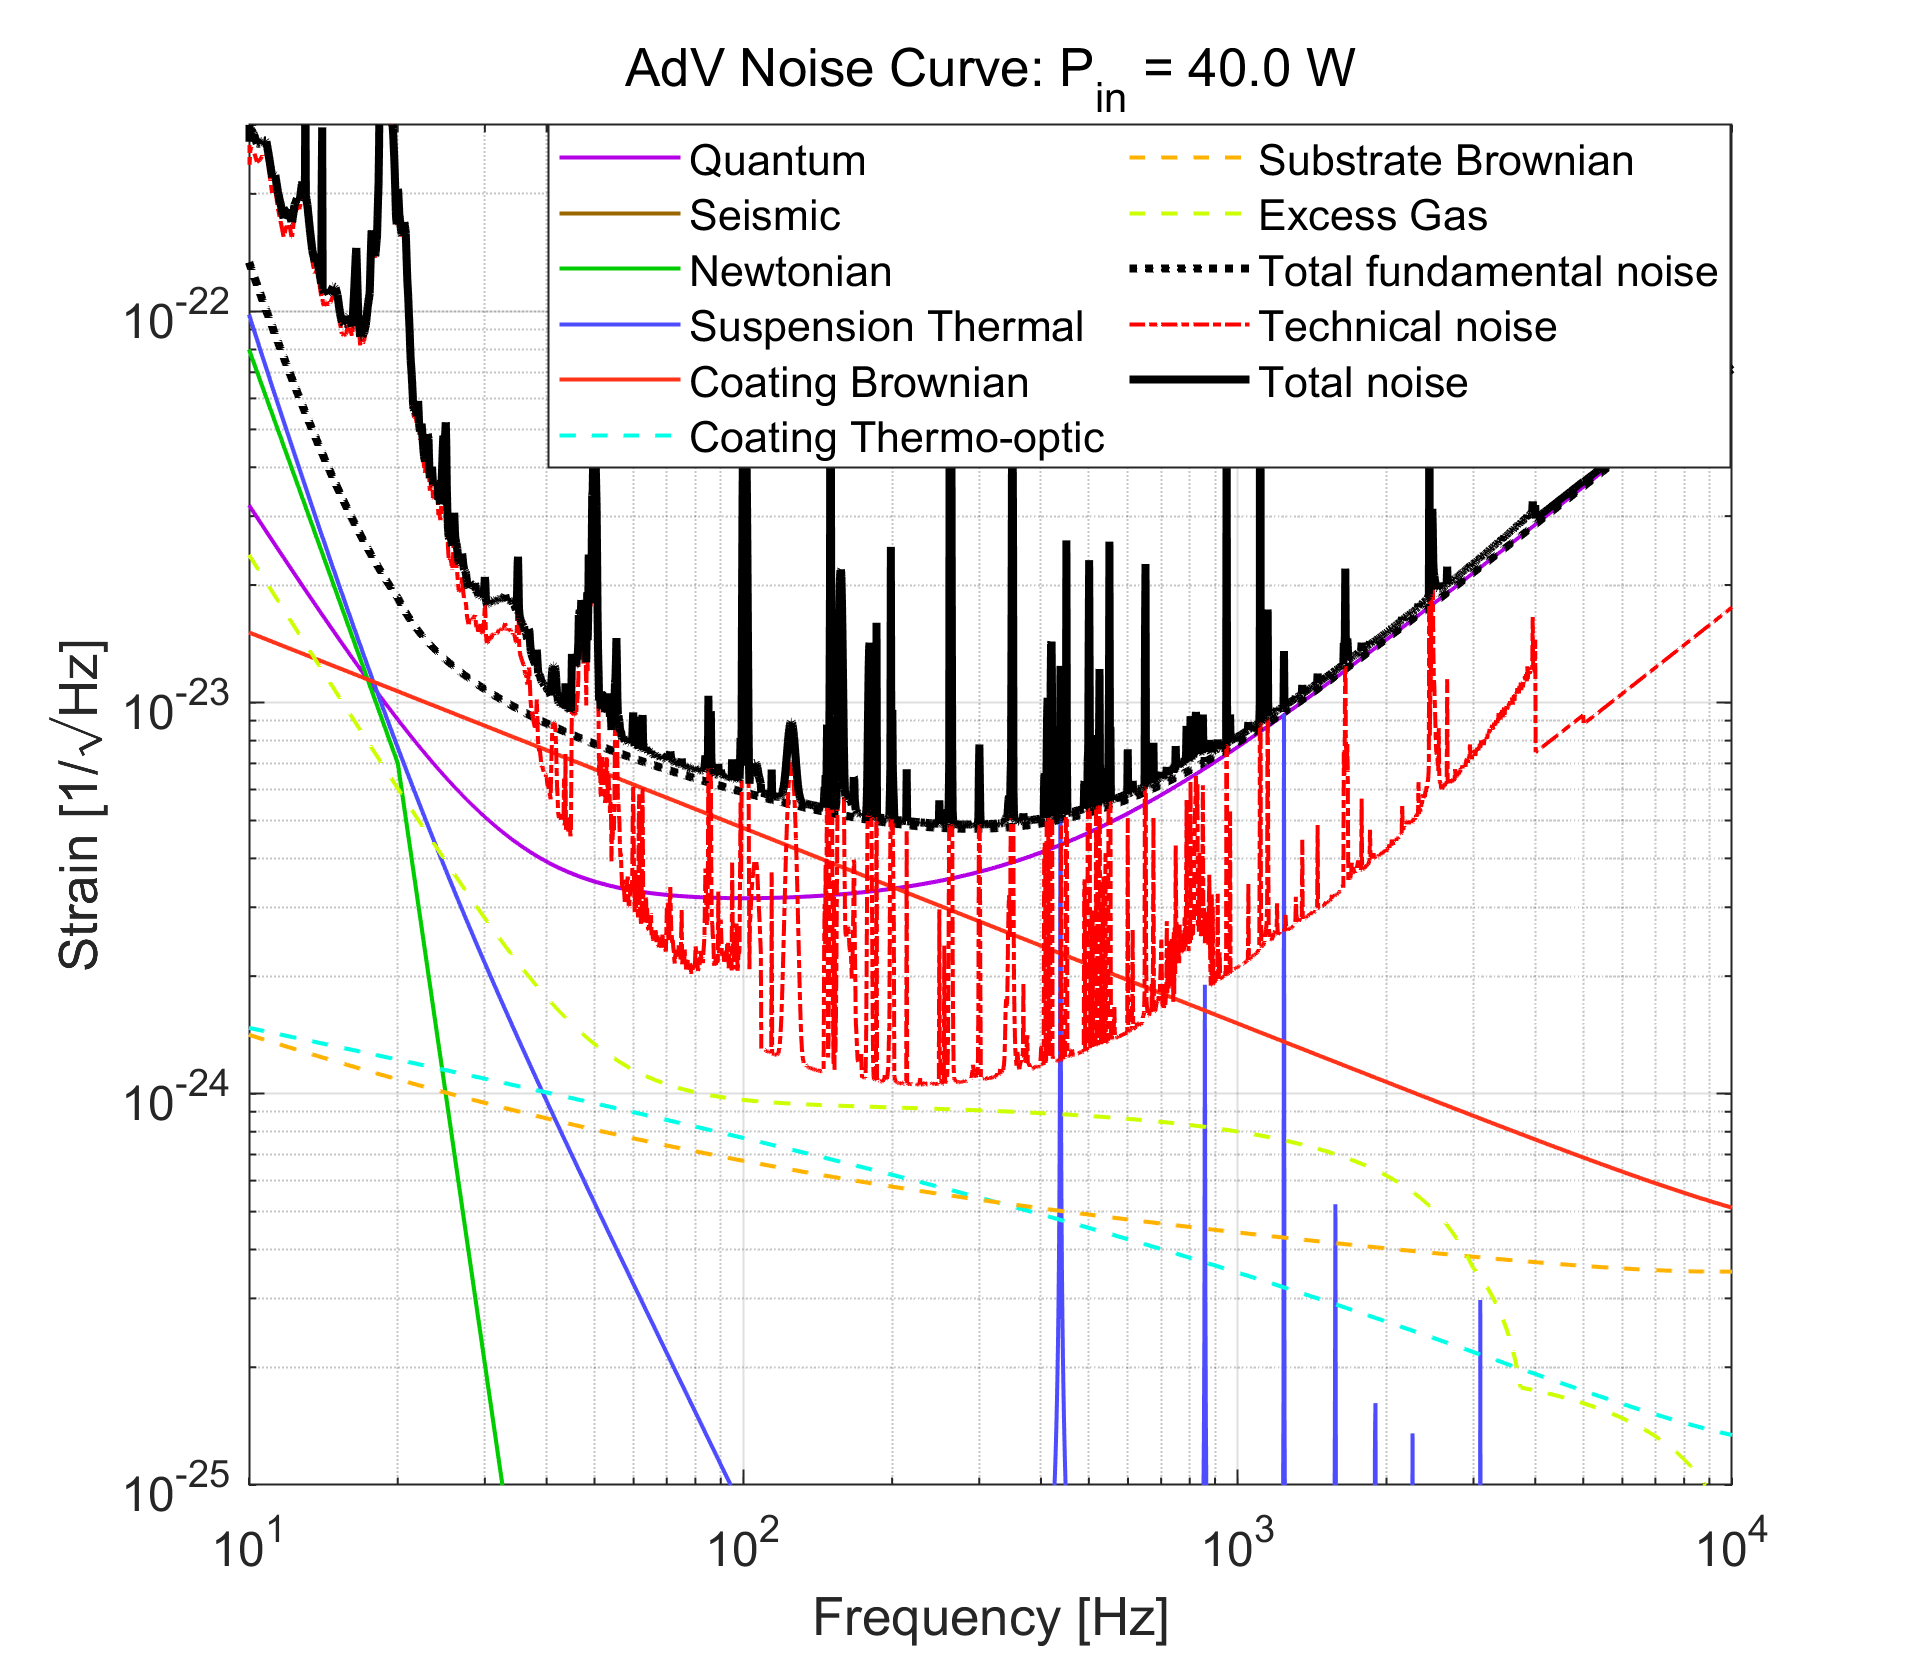 AdV Noise Curve: P_in = 40.0 W
Quantum
Seismic
Newtonian
Suspension Thermal
Coating Brownian
Coating Thermo-optic
Substrate Brownian
Excess Gas
Total fundamental noise
Technical noise
Total noise
Strain [1/√Hz]
10^-22
10^-23
10^-24
10^-25
10^1
10^2
10^3
10^4
Frequency [Hz]